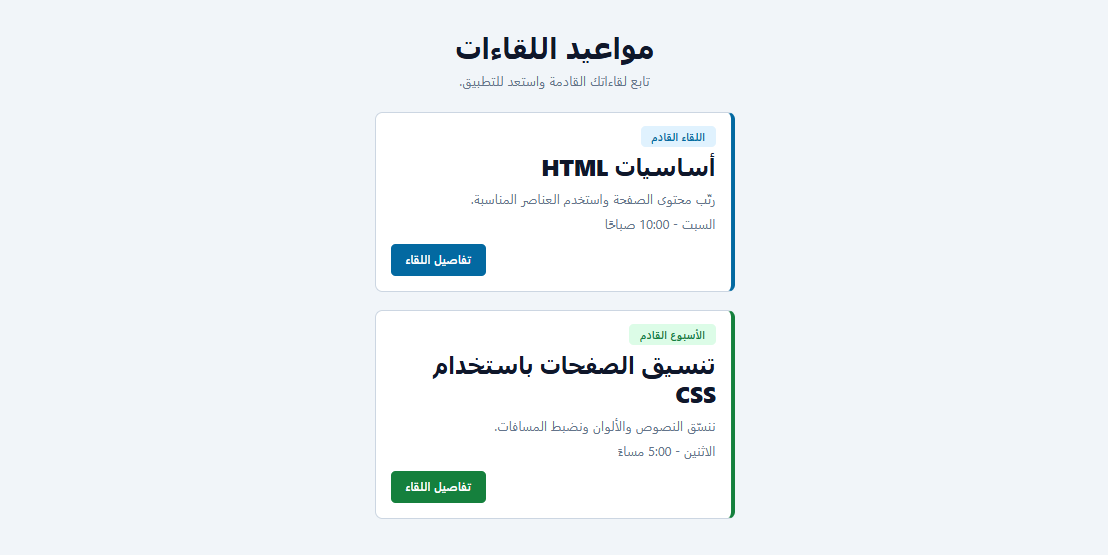 مواعيد اللقاءات
تابع لقاءاتك القادمة واستعد للتطبيق.
اللقاء القادم
أساسيات HTML
رتّب محتوى الصفحة واستخدم العناصر المناسبة.
السبت - 10:00 صباحًا
تفاصيل اللقاء
الأسبوع القادم
تنسيق الصفحات باستخدام
CSS
ننسّق النصوص والألوان ونضبط المسافات.
الاثنين - 5:00 مساءً
تفاصيل اللقاء